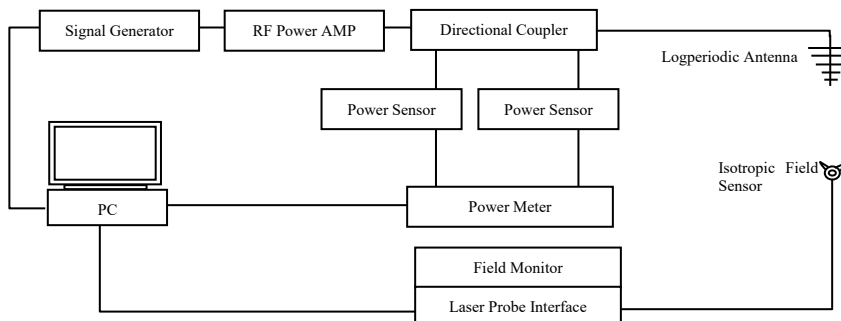 Signal Generator
RF Power AMP
Directional Coupler
Logperiodic Antenna
Power Sensor
Power Sensor
Isotropic Field
Sensor
PC
Power Meter
Field Monitor
Laser Probe Interface